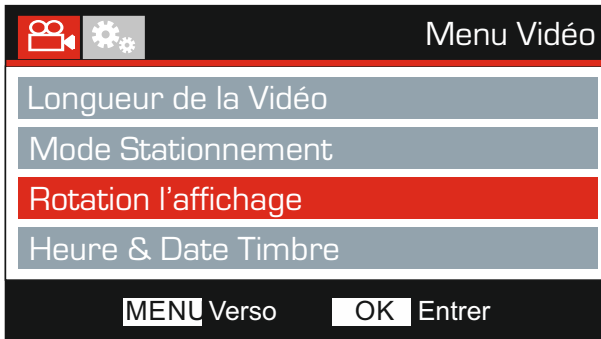 Menu Vidéo
Longueur de la Vidéo
Mode Stationnement
Rotation l'affichage
Heure & Date Timbre
MENU Verso OK Entrer